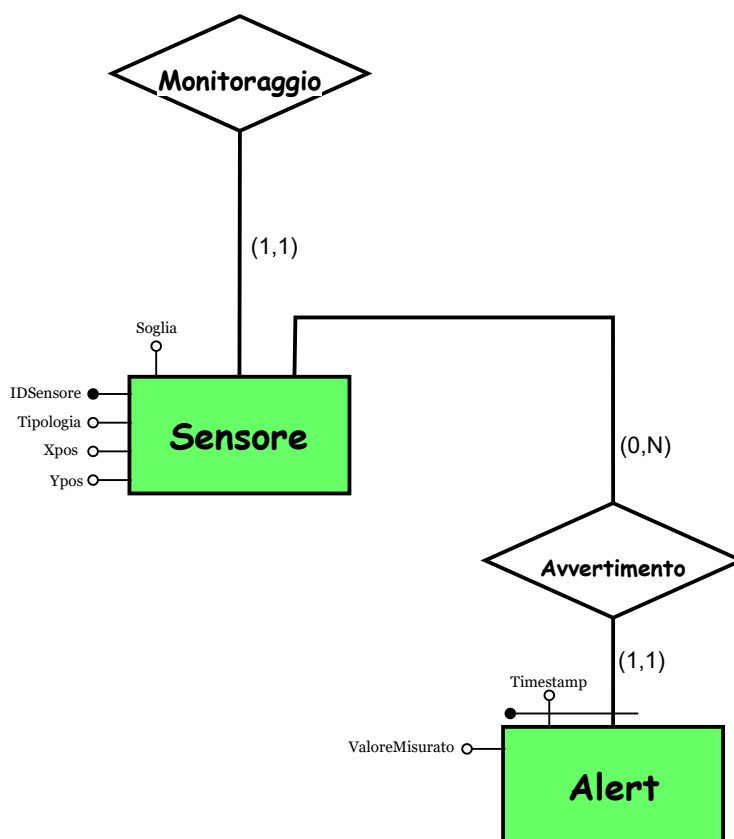 Monitoraggio
(1,1)
Soglia
IDSensore
Tipologia
Xpos
Ypos
Sensore
(0,N)
Avvertimento
(1,1)
Timestamp
ValoreMisurato
Alert